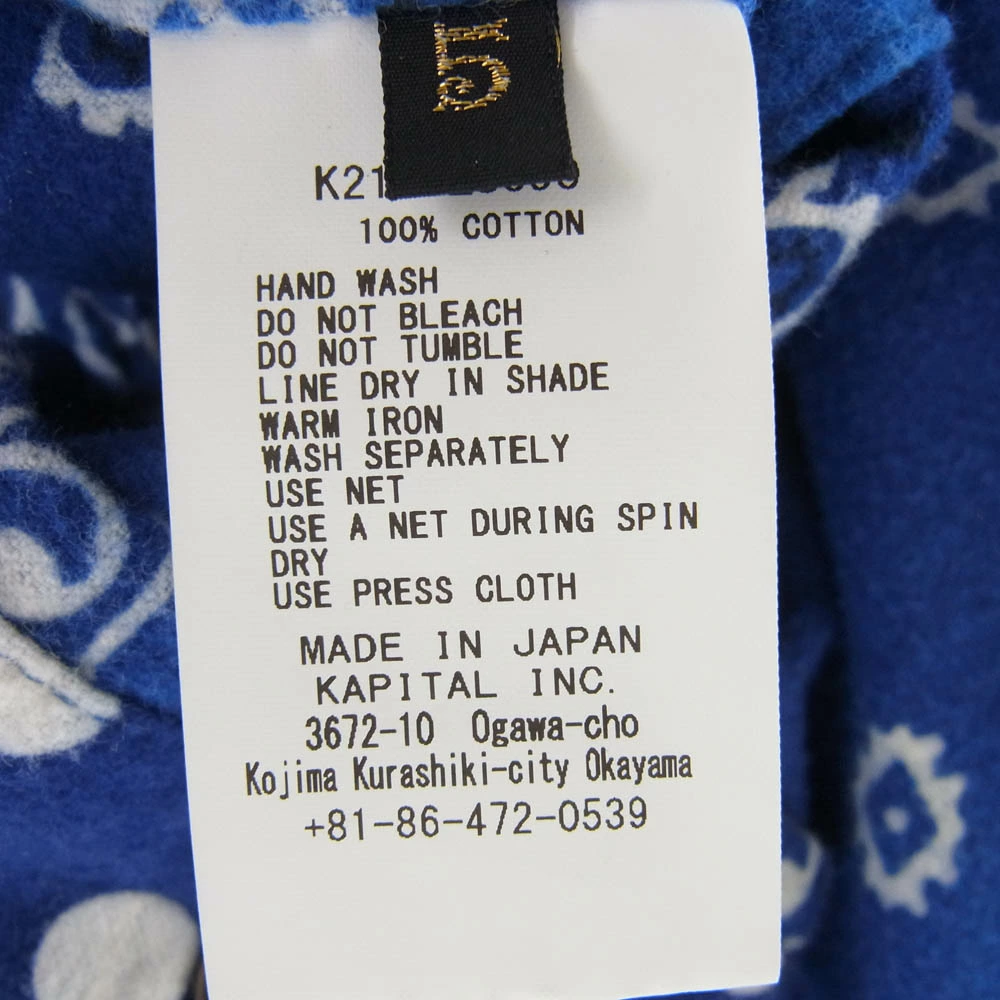 5
100% COTTON
HAND WASH
DO NOT BLEACH
DO NOT TUMBLE
LINE DRY IN SHADE
WARM IRON
WASH SEPARATELY
USE NET
USE A NET DURING SPIN
DRY
USE PRESS CLOTH
MADE IN JAPAN
KAPITAL INC.
3672-10 Ogawa-cho
Kojima Kurashiki-city Okayama
+81-86-472-0539